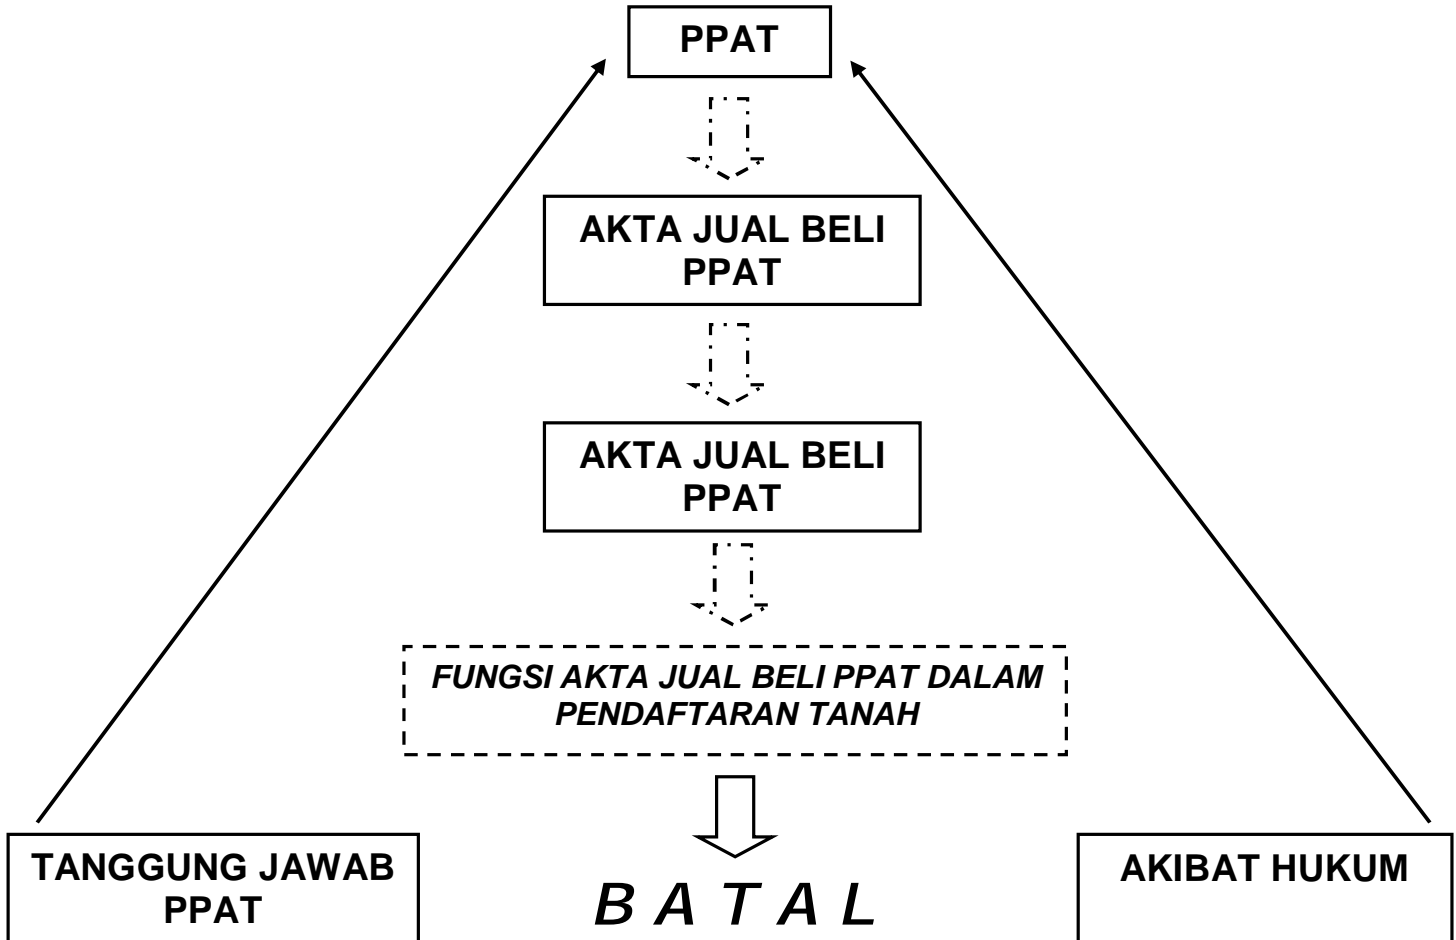 PPAT
AKTA JUAL BELI
PPAT
AKTA JUAL BELI
PPAT
FUNGSI AKTA JUAL BELI PPAT DALAM
PENDAFTARAN TANAH
TANGGUNG JAWAB
PPAT
B A T A L
AKIBAT HUKUM